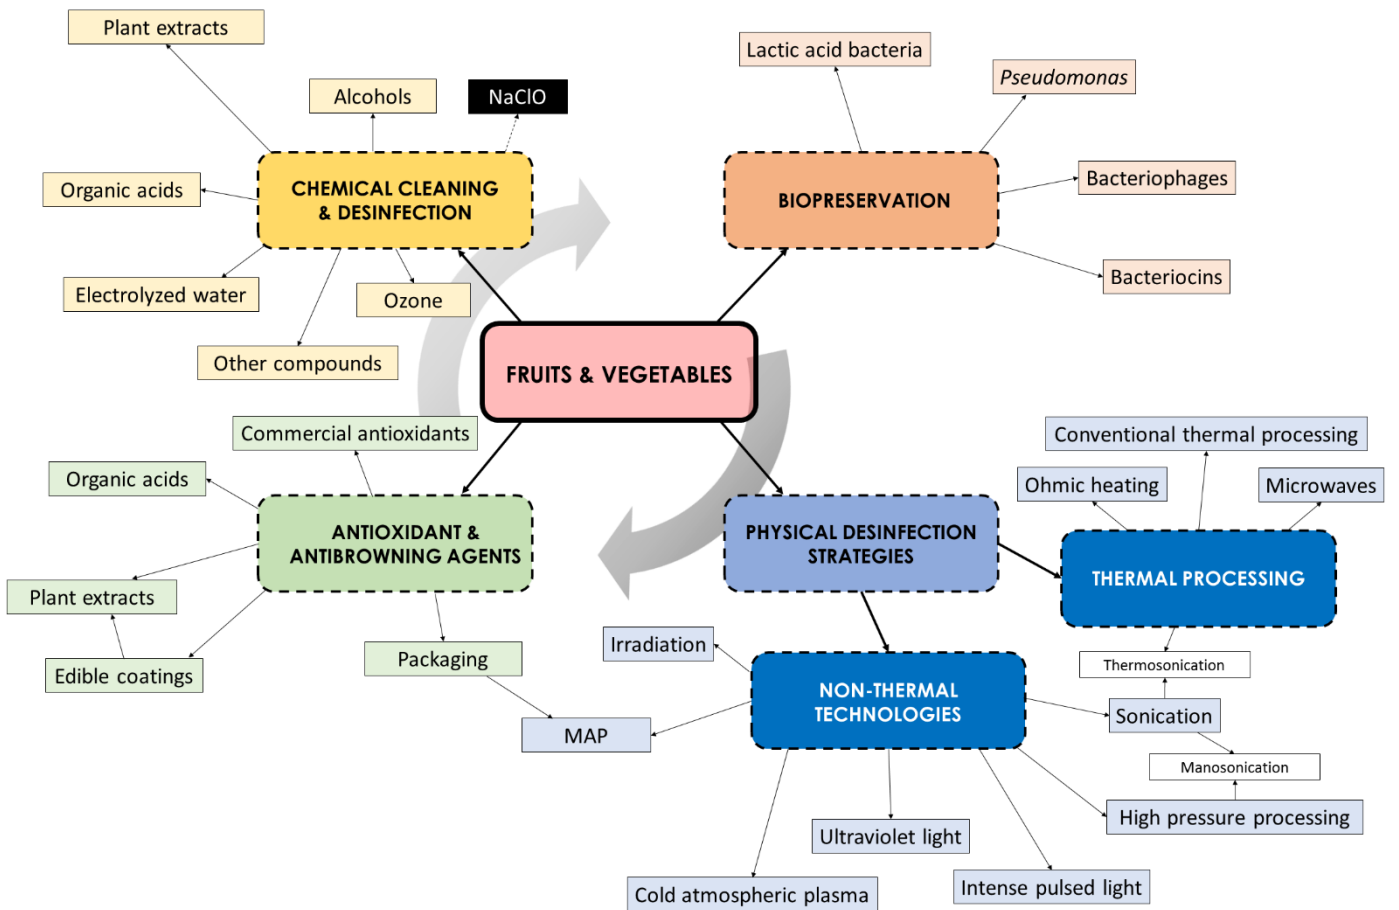 Plant extracts
Alcohols
NaClO
CHEMICAL CLEANING
& DESINFECTION
Organic acids
Electrolyzed water
Ozone
Other compounds
Lactic acid bacteria
Pseudomonas
BIOPRESERVATION
Bacteriophages
Bacteriocins
FRUITS & VEGETABLES
Commercial antioxidants
Organic acids
ANTIOXIDANT &
ANTIBROWNING AGENTS
Plant extracts
Edible coatings
Packaging
MAP
PHYSICAL DESINFECTION
STRATEGIES
Conventional thermal processing
Ohmic heating
Microwaves
THERMAL PROCESSING
Thermosonication
Irradiation
NON-THERMAL
TECHNOLOGIES
Sonication
Manosonication
High pressure processing
Ultraviolet light
Cold atmospheric plasma
Intense pulsed light